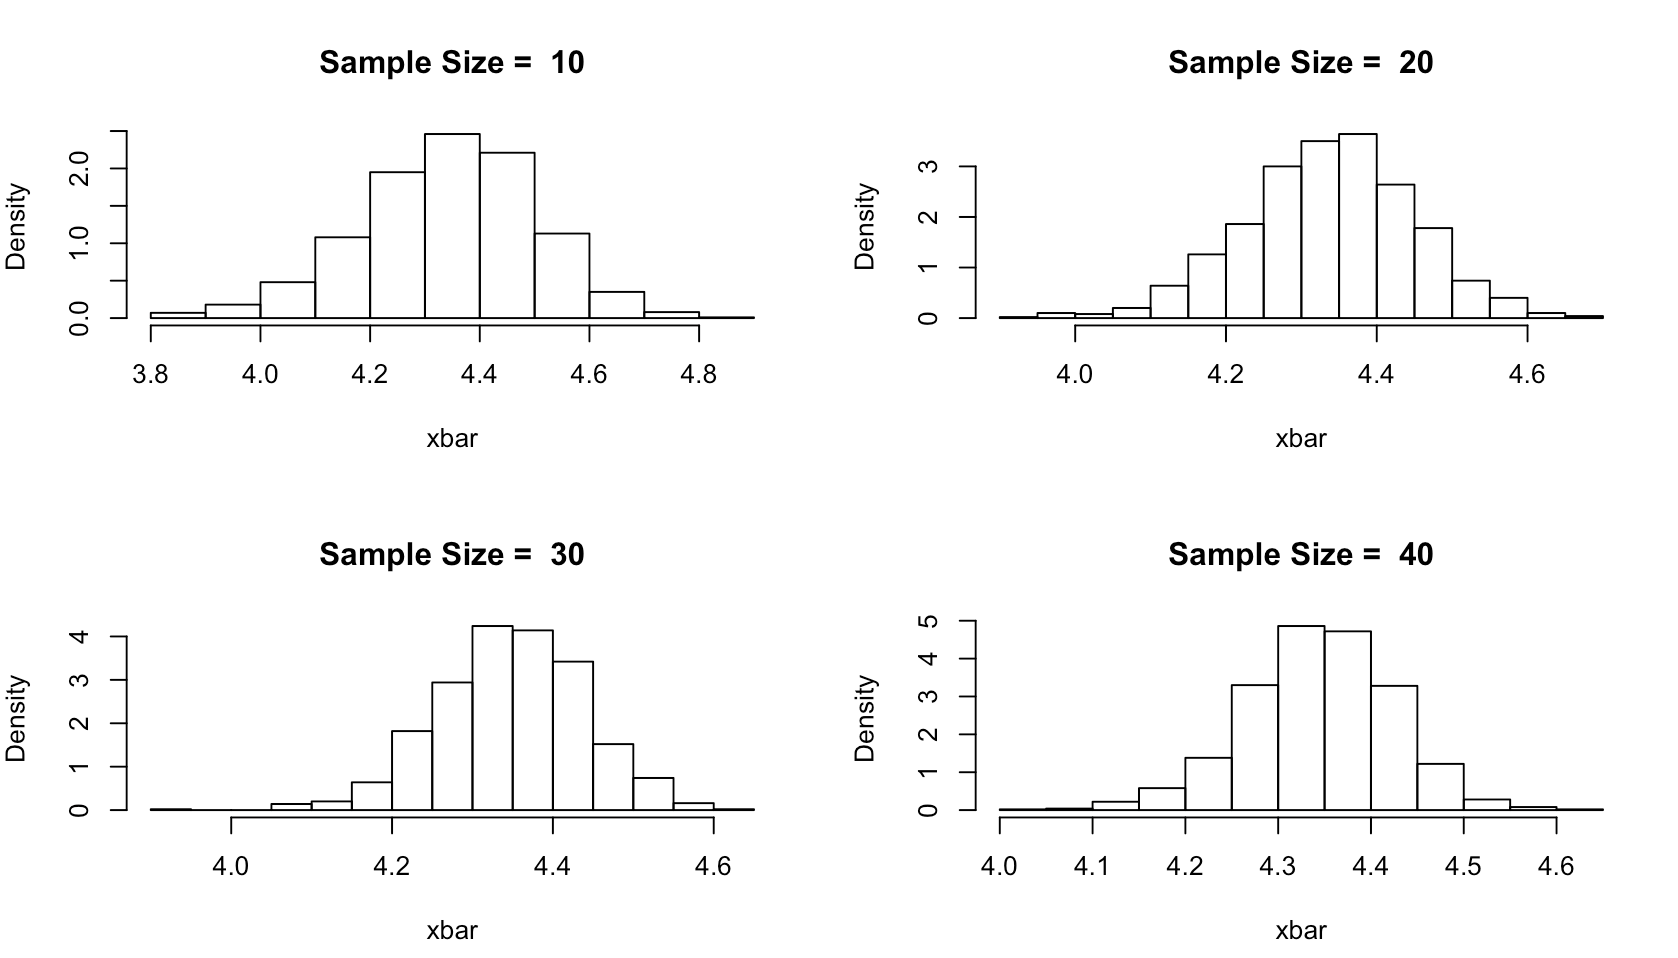 Sample Size =  10
Density
0.0 1.0 2.0
3.8 4.0 4.2 4.4 4.6 4.8
xbar
Sample Size =  20
Density
0 1 2 3
4.0 4.2 4.4 4.6
xbar
Sample Size =  30
Density
0 1 2 3 4
4.0 4.2 4.4 4.6
xbar
Sample Size =  40
Density
0 1 2 3 4 5
4.0 4.1 4.2 4.3 4.4 4.5 4.6
xbar